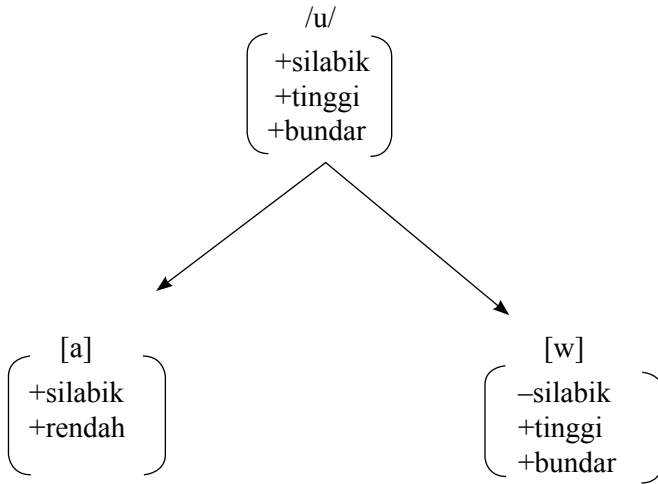 /u/
+silabik
+tinggi
+bundar
[a]
+silabik
+rendah
[w]
–silabik
+tinggi
+bundar